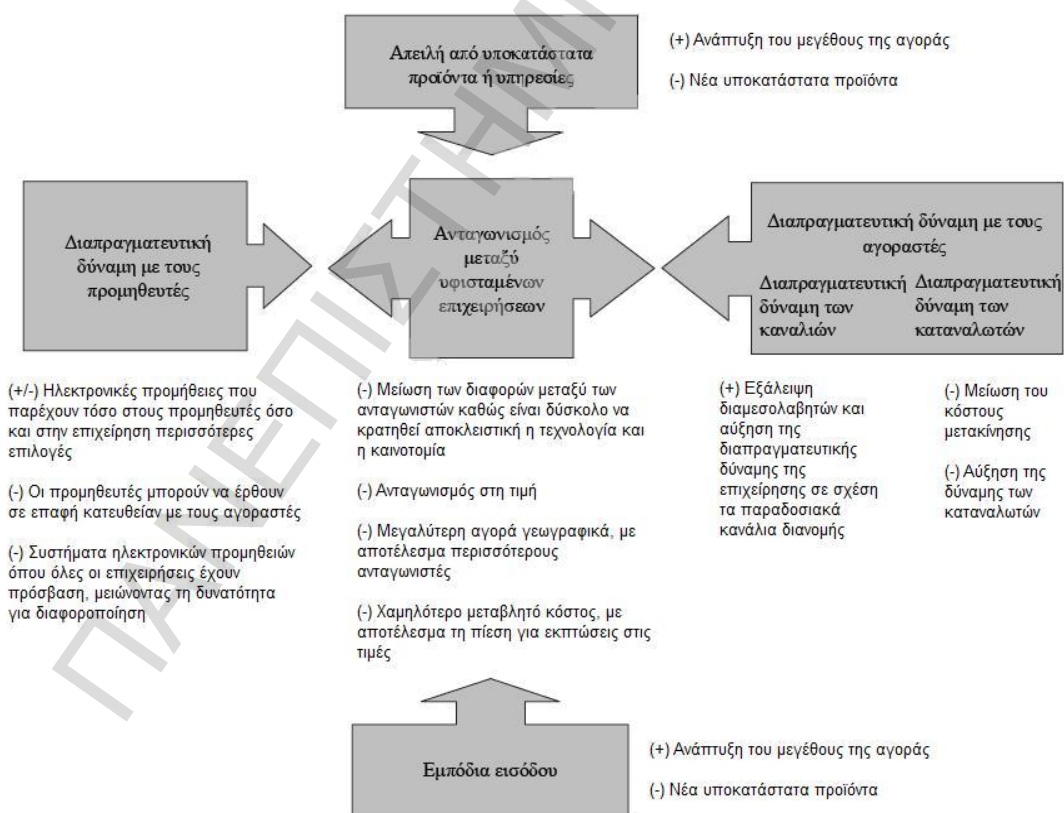 Απειλή από υποκατάστατα
προϊόντα ή υπηρεσίες
(+) Ανάπτυξη του μεγέθους της αγοράς
(-) Νέα υποκατάστατα προϊόντα
Διαπραγματευτική
δύναμη με τους
προμηθευτές
Ανταγωνισμός
μεταξύ
υφισταμένων
επιχειρήσεων
Διαπραγματευτική δύναμη με τους
αγοραστές
Διαπραγματευτική
δύναμη των
καναλιών
Διαπραγματευτική
δύναμη των
καταναλωτών
(+/-) Ηλεκτρονικές προμήθειες που
παρέχουν τόσο στους προμηθευτές όσο
και στην επιχείρηση περισσότερες
επιλογές
(-) Οι προμηθευτές μπορούν να έρθουν
σε επαφή κατευθείαν με τους αγοραστές
(-) Συστήματα ηλεκτρονικών προμηθειών
όπου όλες οι επιχειρήσεις έχουν
πρόσβαση, μειώνοντας τη δυνατότητα
για διαφοροποίηση
(-) Μείωση των διαφορών μεταξύ των
ανταγωνιστών καθώς είναι δύσκολο να
κρατηθεί αποκλειστική η τεχνολογία και
η καινοτομία
(-) Ανταγωνισμός στη τιμή
(-) Μεγαλύτερη αγορά γεωγραφικά, με
αποτέλεσμα περισσότερους
ανταγωνιστές
(-) Χαμηλότερο μεταβλητό κόστος, με
αποτέλεσμα τη πίεση για εκπτώσεις στις
τιμές
(+) Εξάλειψη
διαμεσολαβητών και
αύξηση της
διαπραγματευτικής
δύναμης της
επιχείρησης σε σχέση
τα παραδοσιακά
κανάλια διανομής
(-) Μείωση του
κόστους
μετακίνησης
(-) Αύξηση της
δύναμης των
καταναλωτών
Εμπόδια εισόδου
(+) Ανάπτυξη του μεγέθους της αγοράς
(-) Νέα υποκατάστατα προϊόντα
ΠΑΝΕΠΙΣΤΗΜΙ